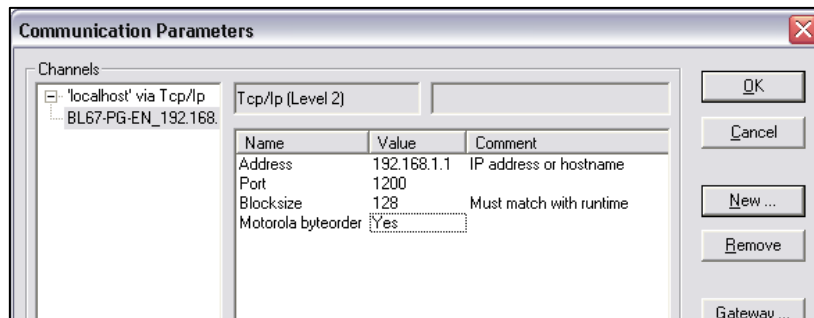 Communication Parameters
Channels
'localhost' via Tcp/Ip
BL67-PG-EN_192.168.
Tcp/Ip (Level 2)
Name Value Comment
Address 192.168.1.1 IP address or hostname
Port 1200
Blocksize 128 Must match with runtime
Motorola byteorder Yes
OK
Cancel
New ...
Remove
Gateway ...